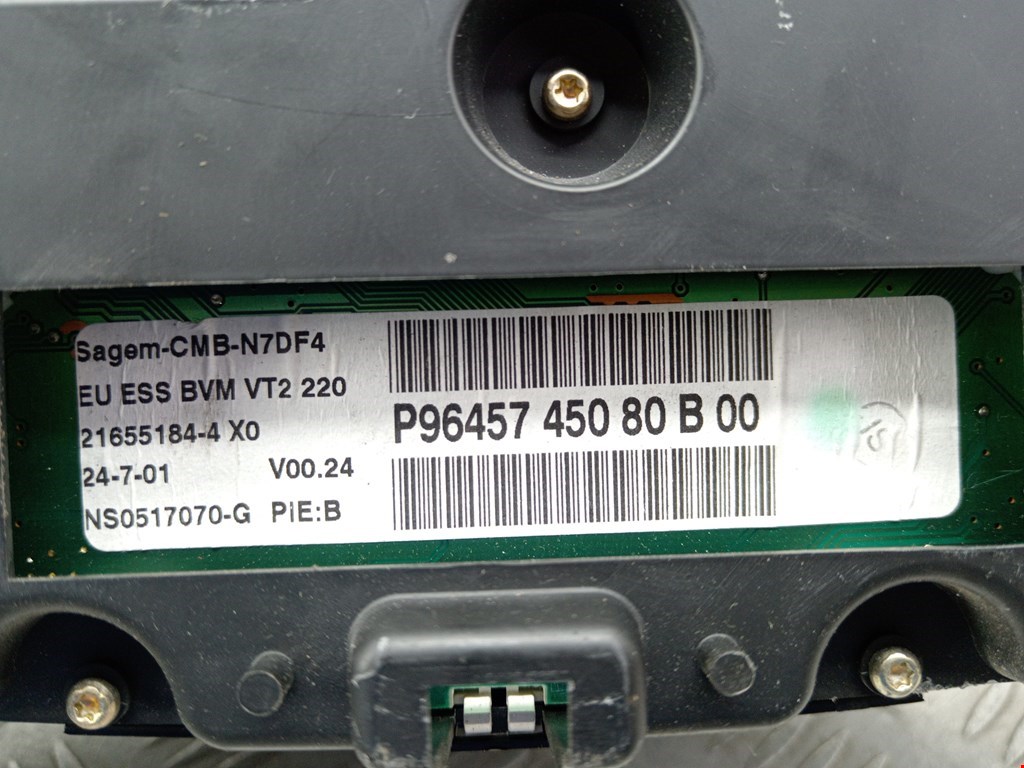 Sagem-CMB-N7DF4
EU ESS BVM VT2 220
21655184-4 X0
24-7-01 V00.24
NS0517070-G PIE:B
P96457 450 80 B 00